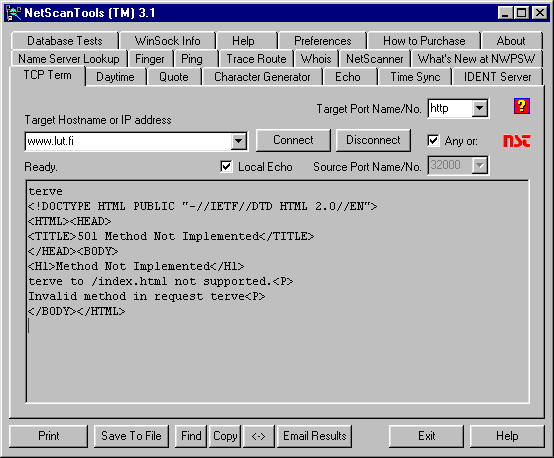 NetScanTools (TM) 3.1
Database Tests WinSock Info Help Preferences How to Purchase About
Name Server Lookup Finger Ping Trace Route Whois NetScanner What's New at NWPSW
TCP Term Daytime Quote Character Generator Echo Time Sync IDENT Server
Target Port Name/No. http ?
Target Hostname or IP address
www.lut.fi Connect Disconnect Any or: nst
Ready. Local Echo Source Port Name/No. 32000
terve
<!DOCTYPE HTML PUBLIC "-//IETF//DTD HTML 2.0//EN">
<HTML><HEAD>
<TITLE>501 Method Not Implemented</TITLE>
</HEAD><BODY>
<H1>Method Not Implemented</H1>
terve to /index.html not supported.<P>
Invalid method in request terve<P>
</BODY></HTML>
Print Save To File Find Copy <-> Email Results Exit Help